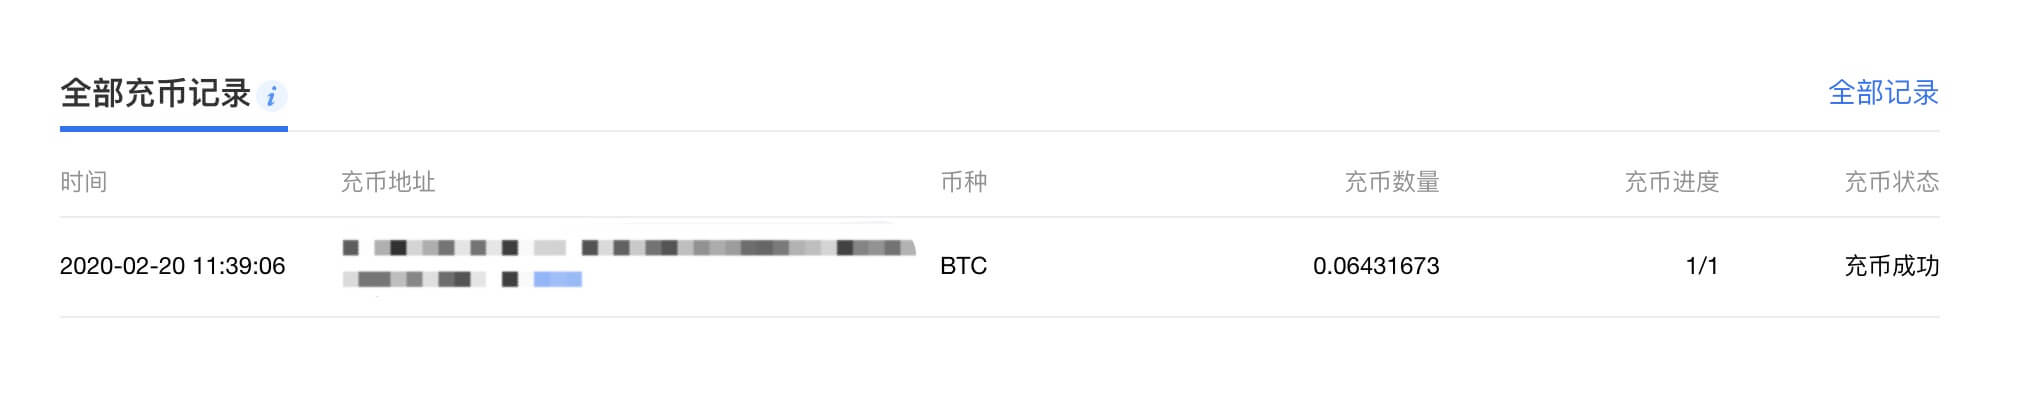 全部充币记录 i
全部记录
时间 充币地址 币种 充币数量 充币进度 充币状态
2020-02-20 11:39:06 BTC 0.06431673 1/1 充币成功